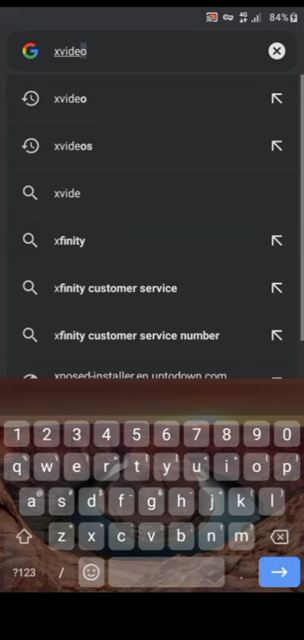 84%
xvideo
xvideo
xvideos
xvide
xfinity
xfinity customer service
xfinity customer service number
xposed-installer.en.uptodown.com
1 2 3 4 5 6 7 8 9 0
q w e r t y u i o p
a s d f g h j k l
z x c v b n m
?123 / .